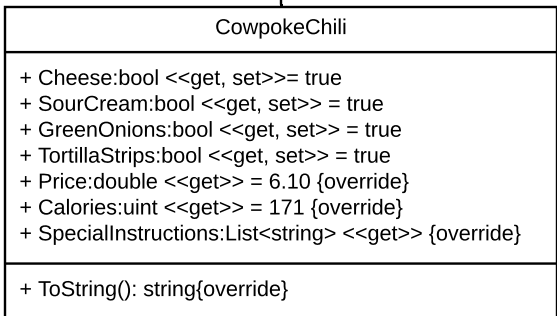 CowpokeChili
+ Cheese:bool <<get, set>>= true
+ SourCream:bool <<get, set>> = true
+ GreenOnions:bool <<get, set>> = true
+ TortillaStrips:bool <<get, set>> = true
+ Price:double <<get>> = 6.10 {override}
+ Calories:uint <<get>> = 171 {override}
+ SpecialInstructions:List<string> <<get>> {override}
+ ToString(): string{override}